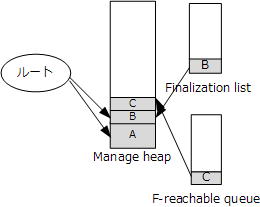 ルート
C
B
A
Manage heap
B
Finalization list
C
F-reachable queue